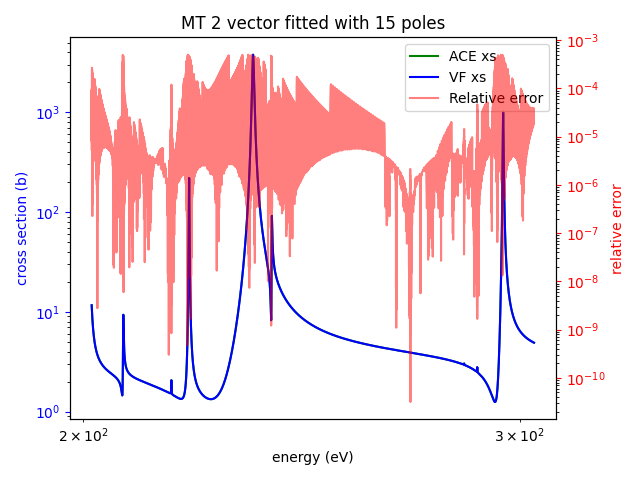 MT 2 vector fitted with 15 poles
ACE xs
VF xs
Relative error
10³
10²
10¹
10⁰
cross section (b)
10⁻³
10⁻⁴
10⁻⁵
10⁻⁶
10⁻⁷
10⁻⁸
10⁻⁹
10⁻¹⁰
relative error
2 × 10²
3 × 10²
energy (eV)